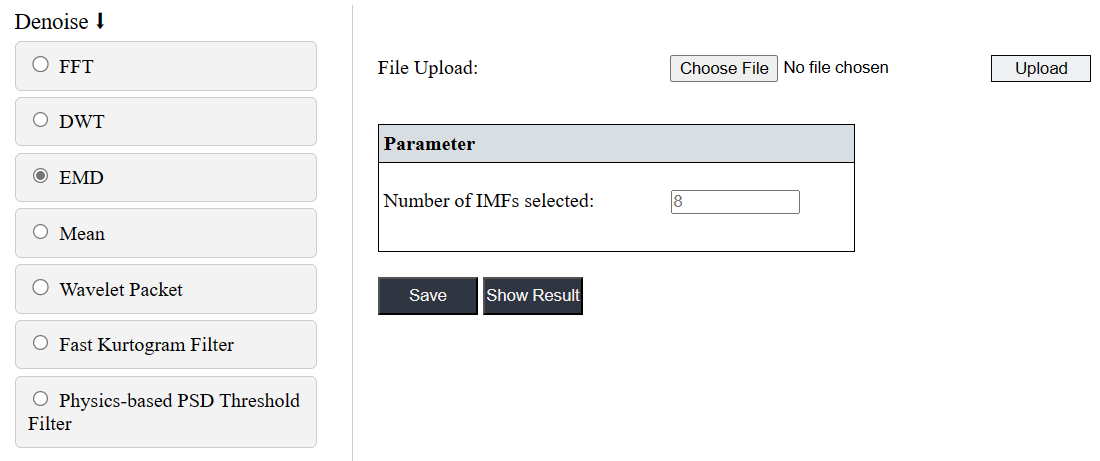 Denoise ⬇
FFT
DWT
EMD
Mean
Wavelet Packet
Fast Kurtogram Filter
Physics-based PSD Threshold
Filter
File Upload: Choose File No file chosen Upload
Parameter
Number of IMFs selected: 8
Save Show Result